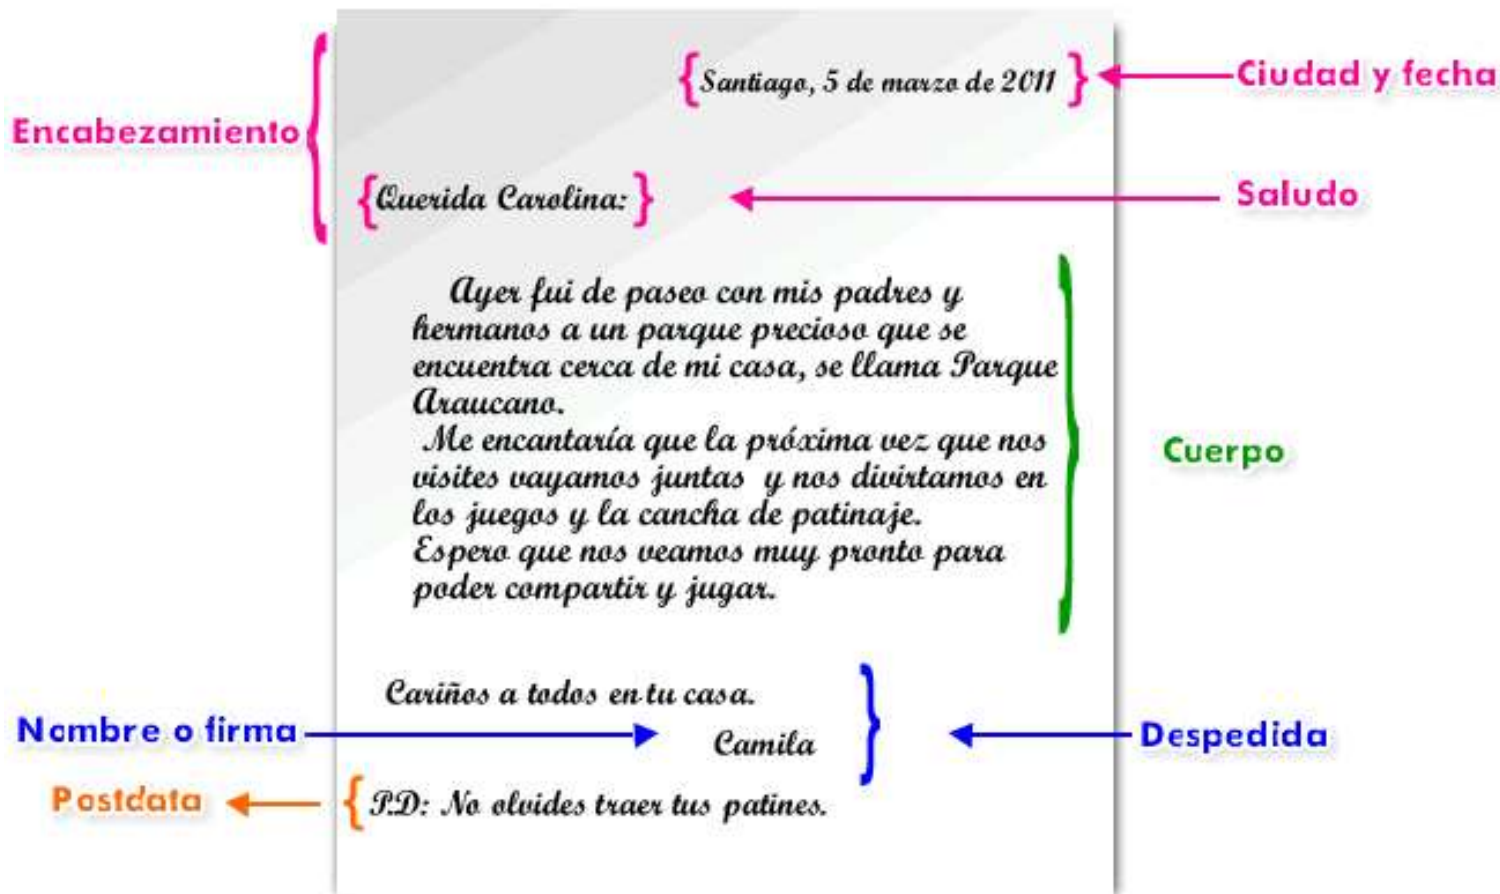 Santiago, 5 de marzo de 2011
Ciudad y fecha
Encabezamiento
Querida Carolina:
Saludo
Ayer fui de paseo con mis padres y
hermanos a un parque precioso que se
encuentra cerca de mi casa, se llama Parque
Araucano.
Me encantaría que la próxima vez que nos
visites vayamos juntas y nos divirtamos en
los juegos y la cancha de patinaje.
Espero que nos veamos muy pronto para
poder compartir y jugar.
Cuerpo
Cariños a todos en tu casa.
Nombre o firma
Camila
Despedida
Postdata
P.D: No olvides traer tus patines.